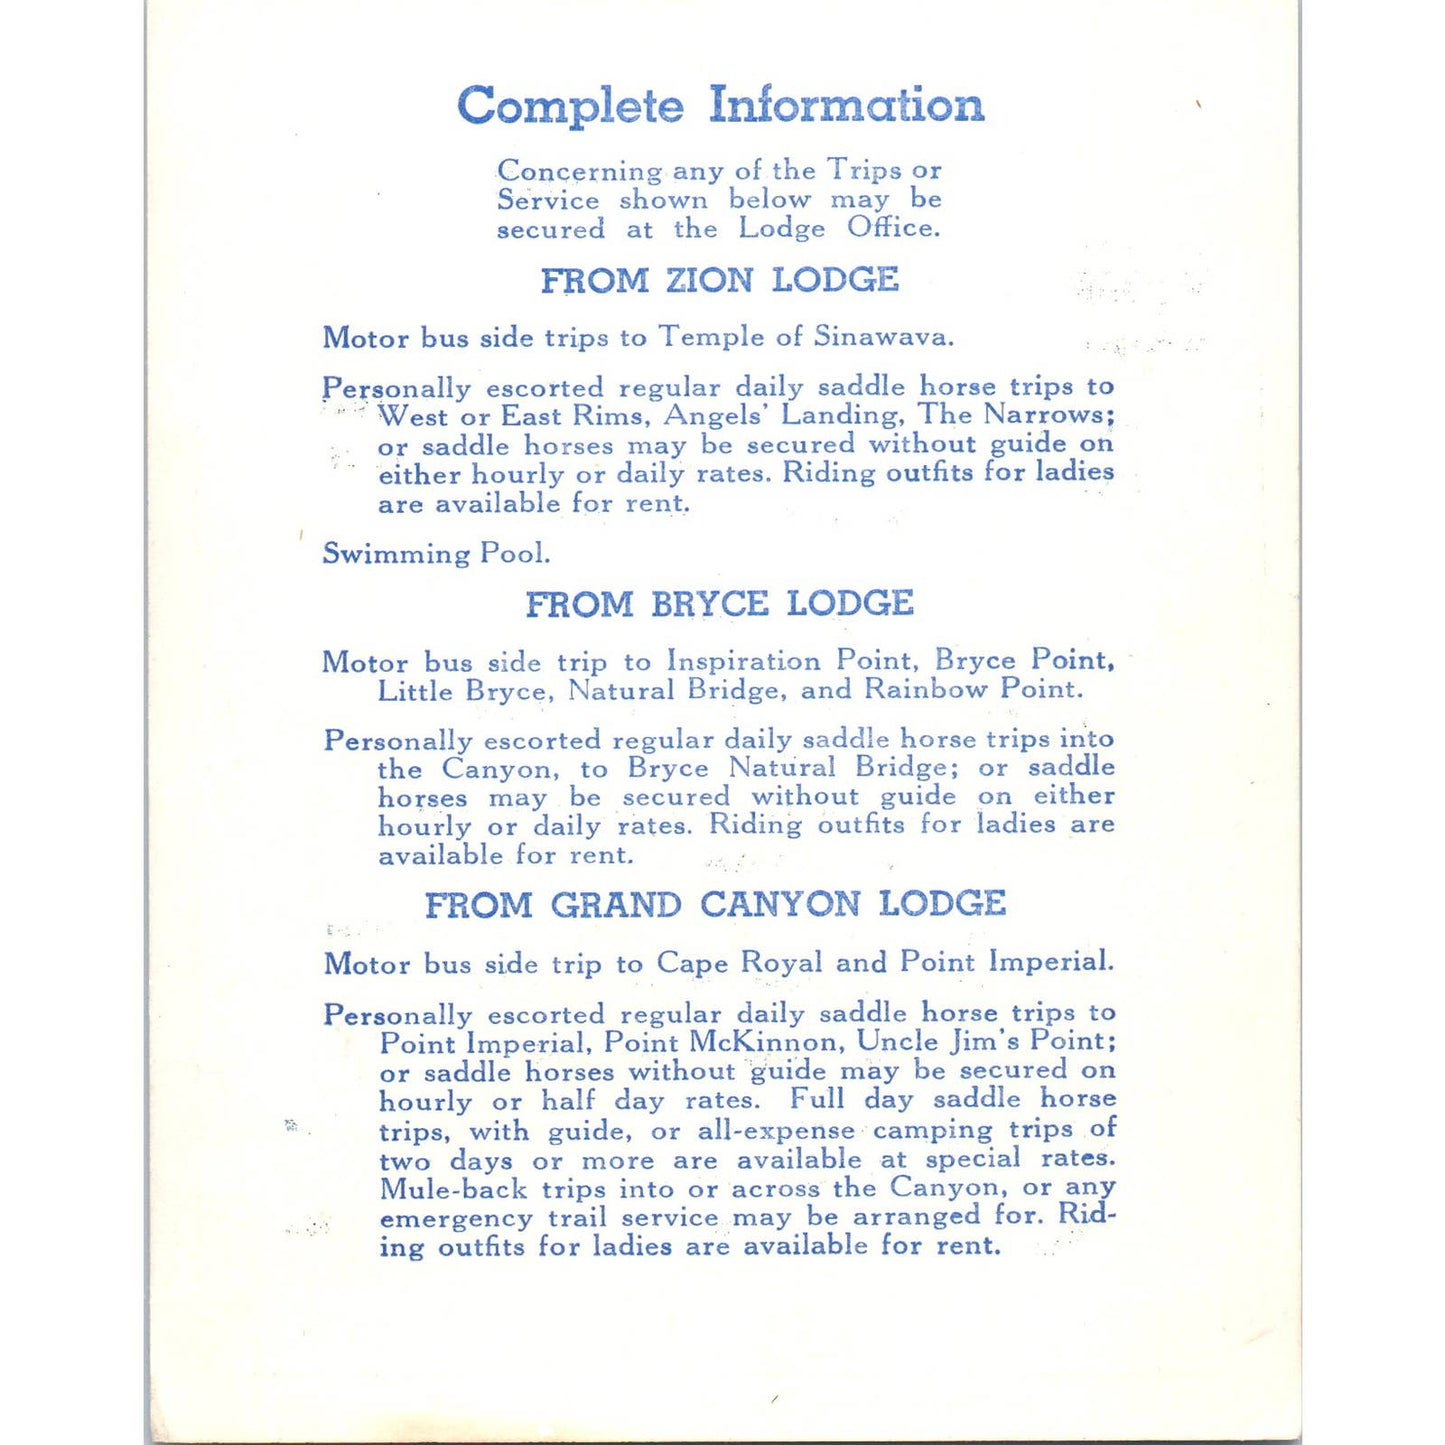 Complete Information
Concerning any of the Trips or
Service shown below may be
secured at the Lodge Office.
FROM ZION LODGE
Motor bus side trips to Temple of Sinawava.
Personally escorted regular daily saddle horse trips to
West or East Rims, Angels' Landing, The Narrows;
or saddle horses may be secured without guide on
either hourly or daily rates. Riding outfits for ladies
are available for rent.
Swimming Pool.
FROM BRYCE LODGE
Motor bus side trip to Inspiration Point, Bryce Point,
Little Bryce, Natural Bridge, and Rainbow Point.
Personally escorted regular daily saddle horse trips into
the Canyon, to Bryce Natural Bridge; or saddle
horses may be secured without guide on either
hourly or daily rates. Riding outfits for ladies are
available for rent.
FROM GRAND CANYON LODGE
Motor bus side trip to Cape Royal and Point Imperial.
Personally escorted regular daily saddle horse trips to
Point Imperial, Point McKinnon, Uncle Jim's Point;
or saddle horses without guide may be secured on
hourly or half day rates. Full day saddle horse
trips, with guide, or all-expense camping trips of
two days or more are available at special rates.
Mule-back trips into or across the Canyon, or any
emergency trail service may be arranged for. Rid-
ing outfits for ladies are available for rent.